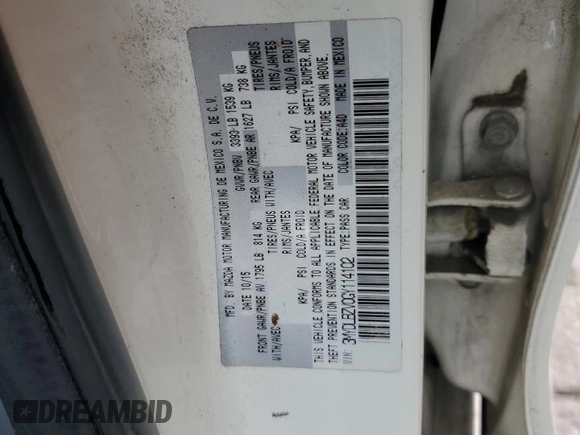 MFD. BY MAZDA MOTOR MANUFACTURING DE MEXICO S.A. DE C.V.
DATE 10/15 GVWR/PNBV 3393 LB 1539 KG
FRONT GAWR/PNBE AV 1795 LB 814 KG REAR GAWR/PNBE AR 1627 LB 738 KG
WITH/AVEC TIRES/PNEUS WITH/AVEC TIRES/PNEUS
RIMS/JANTES RIMS/JANTES
KPA/ PSI COLD/A FROID KPA/ PSI COLD/A FROID
THIS VEHICLE CONFORMS TO ALL APPLICABLE FEDERAL MOTOR VEHICLE SAFETY, BUMPER, AND
THEFT PREVENTION STANDARDS IN EFFECT ON THE DATE OF MANUFACTURE SHOWN ABOVE.
COLOR CODE: A4D MADE IN MEXICO
VIN: TYPE: PASS CAR
DREAMBID